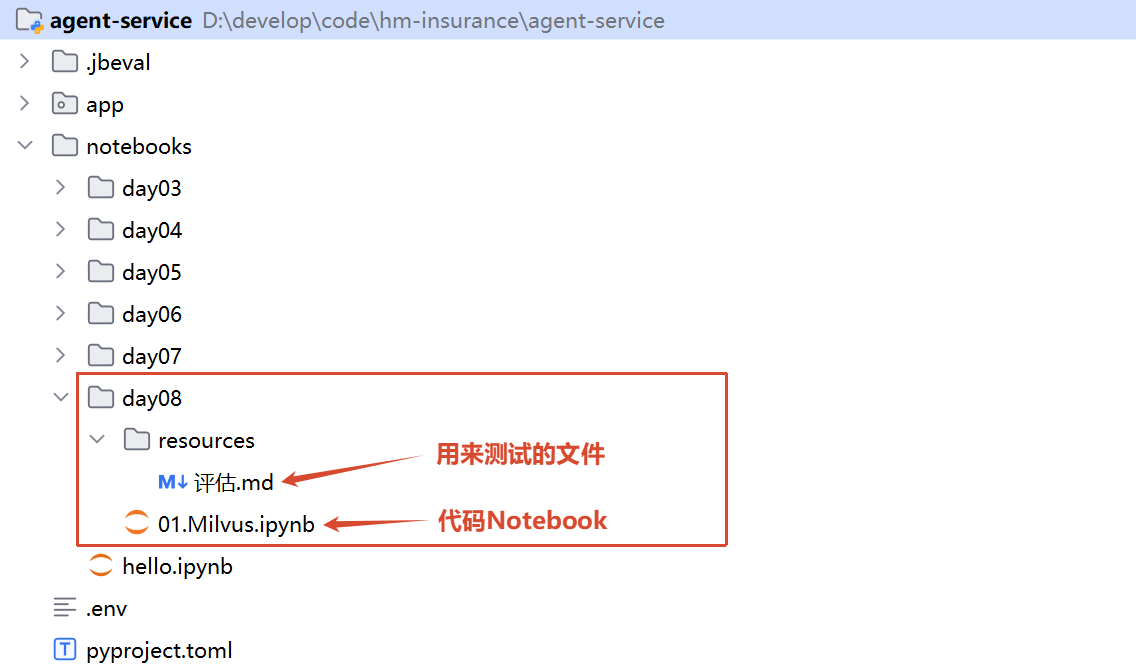 agent-service D:\develop\code\hm-insurance\agent-service
.jbeval
app
notebooks
day03
day04
day05
day06
day07
day08
resources
用来测试的文件
M↓ 评估.md
01.Milvus.ipynb
代码Notebook
hello.ipynb
.env
T pyproject.toml